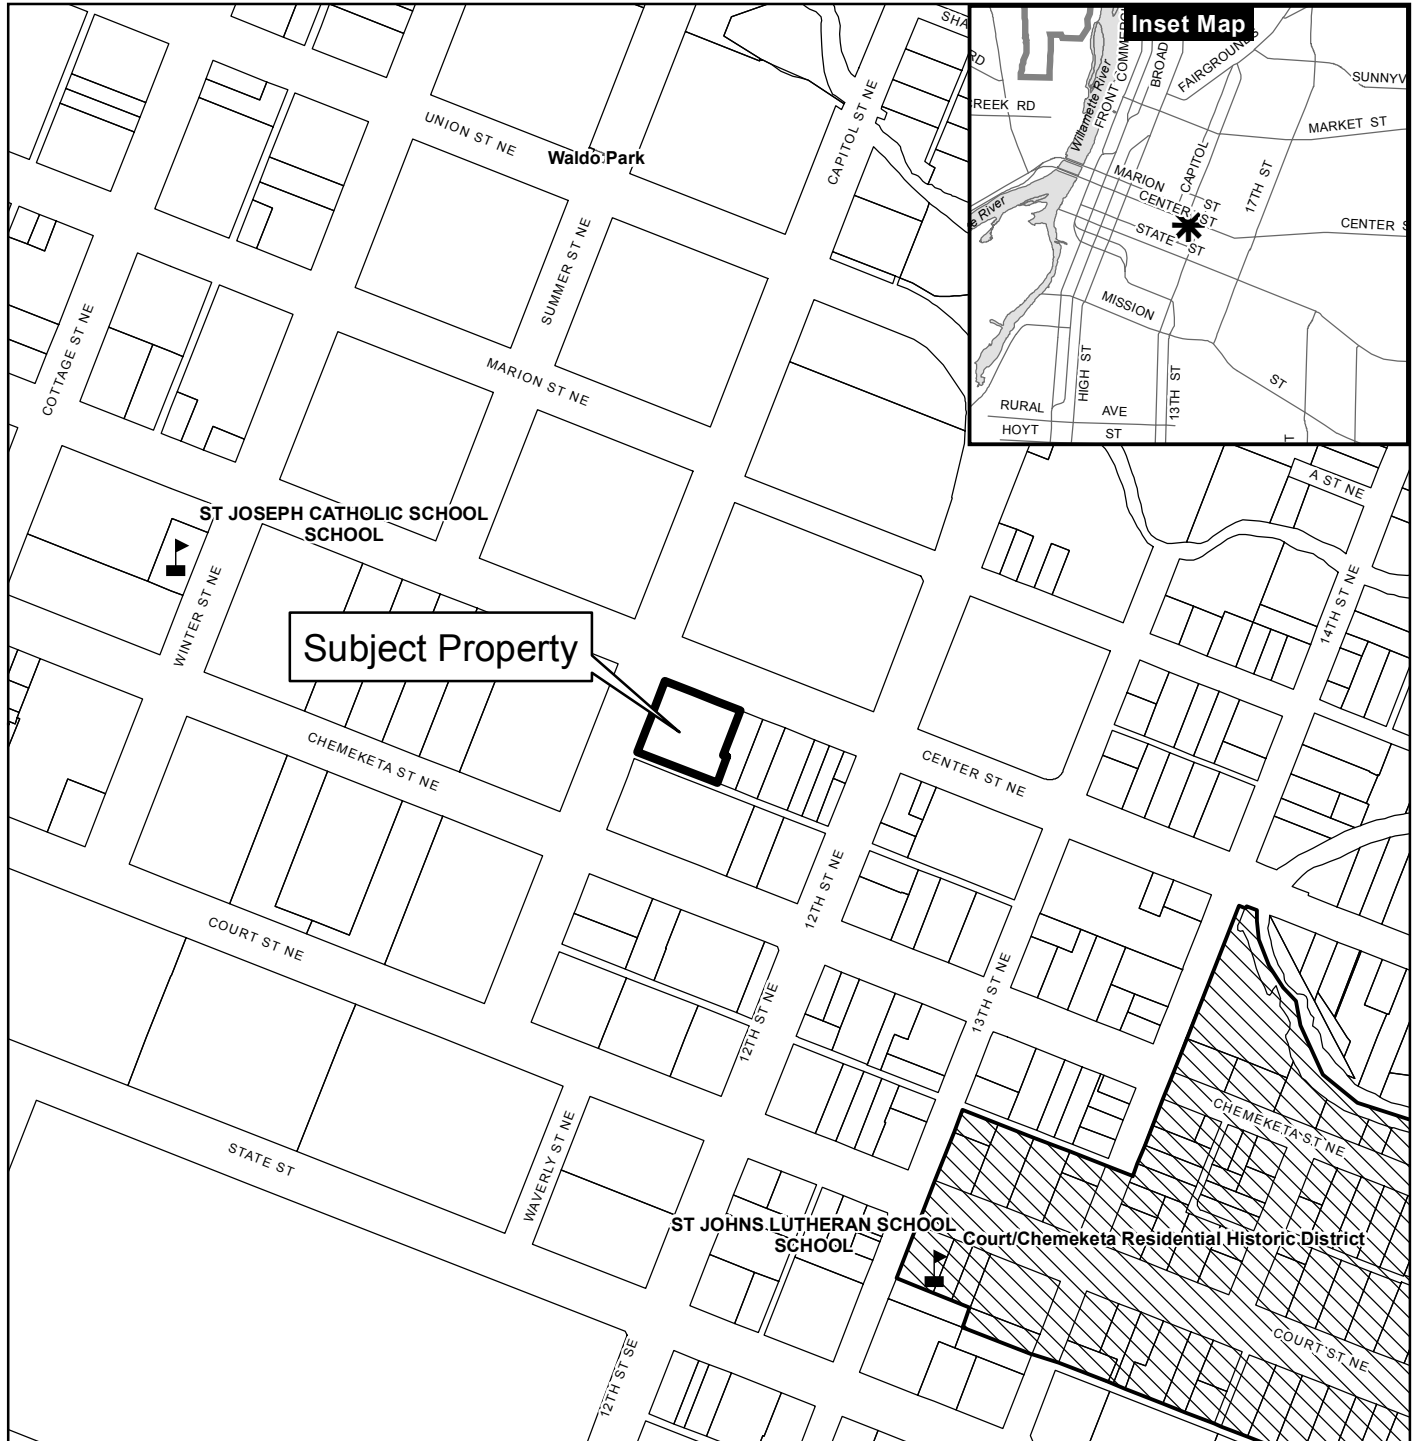 SHA
Inset Map
RD
CREEK RD
Willamette River
FRONT
COMMERC
BROAD
FAIRGROUNDS
SUNNYV
MARKET ST
CAPITOL
17TH ST
MARION ST
CENTER ST
CENTER S
STATE ST
e River
MISSION
ST
HIGH ST
13TH ST
RURAL AVE
HOYT ST
T
UNION ST NE
Waldo Park
CAPITOL ST NE
SUMMER ST NE
COTTAGE ST NE
MARION ST NE
A ST NE
ST JOSEPH CATHOLIC SCHOOL
SCHOOL
WINTER ST NE
14TH ST NE
Subject Property
CHEMEKETA ST NE
CENTER ST NE
12TH ST NE
COURT ST NE
13TH ST NE
12TH ST NE
CHEMEKETA ST NE
STATE ST
WAVERLY ST NE
ST JOHNS LUTHERAN SCHOOL
SCHOOL
Court/Chemeketa Residential Historic District
COURT ST NE
12TH ST SE